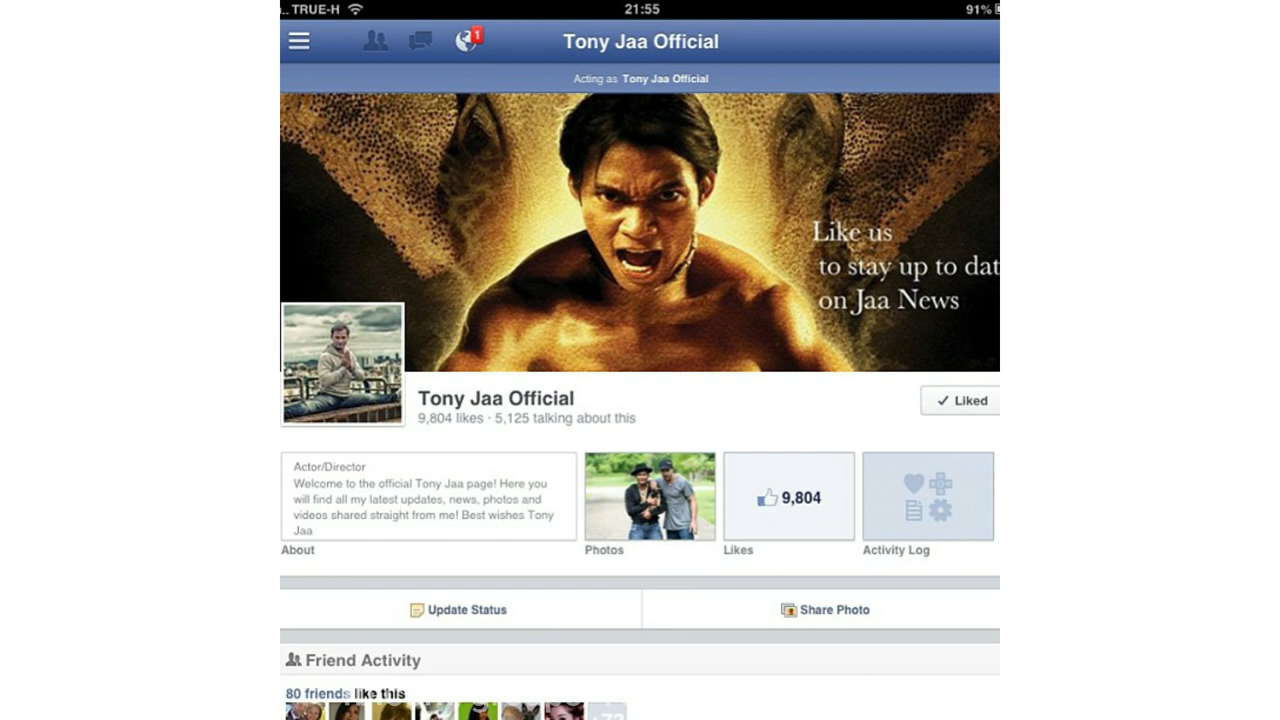 .. TRUE-H 21:55 91%
1 Tony Jaa Official
Acting as Tony Jaa Official
Like us
to stay up to dat
on Jaa News
Tony Jaa Official
9,804 likes · 5,125 talking about this
✓ Liked
Actor/Director
Welcome to the official Tony Jaa page! Here you
will find all my latest updates, news, photos and
videos shared straight from me! Best wishes Tony
Jaa
9,804
About Photos Likes Activity Log
Update Status Share Photo
Friend Activity
80 friends like this
+72